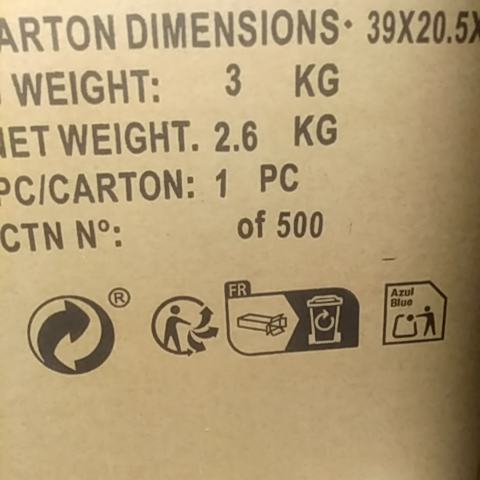 ARTON DIMENSIONS· 39X20.5X
WEIGHT: 3 KG
NET WEIGHT. 2.6 KG
PC/CARTON: 1 PC
CTN Nº: of 500
®
FR
Azul
Blue